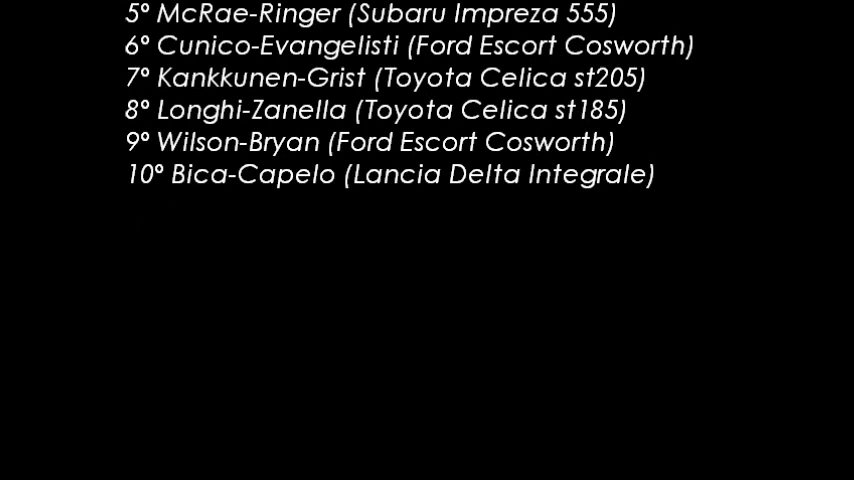 5º McRae-Ringer (Subaru Impreza 555)
6º Cunico-Evangelisti (Ford Escort Cosworth)
7º Kankkunen-Grist (Toyota Celica st205)
8º Longhi-Zanella (Toyota Celica st185)
9º Wilson-Bryan (Ford Escort Cosworth)
10º Bica-Capelo (Lancia Delta Integrale)